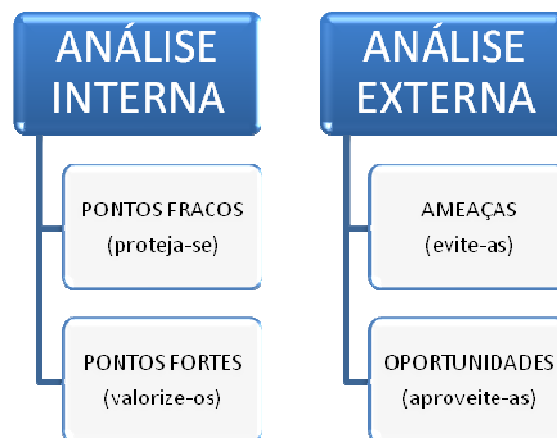 ANÁLISE
INTERNA
PONTOS FRACOS
(proteja-se)
PONTOS FORTES
(valorize-os)
ANÁLISE
EXTERNA
AMEAÇAS
(evite-as)
OPORTUNIDADES
(aproveite-as)